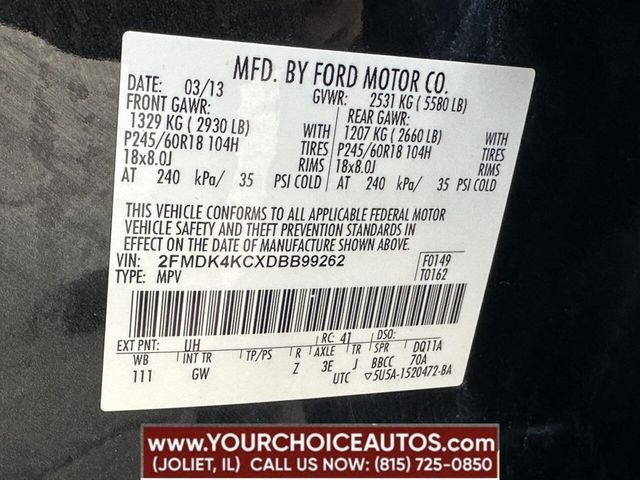 MFD. BY FORD MOTOR CO.
DATE: 03/13 GVWR: 2531 KG ( 5580 LB)
FRONT GAWR: REAR GAWR:
1329 KG ( 2930 LB) WITH 1207 KG ( 2660 LB) WITH
P245/60R18 104H TIRES P245/60R18 104H TIRES
18x8.0J RIMS 18x8.0J RIMS
AT 240 kPa/ 35 PSI COLD AT 240 kPa/ 35 PSI COLD
THIS VEHICLE CONFORMS TO ALL APPLICABLE FEDERAL MOTOR
VEHICLE SAFETY AND THEFT PREVENTION STANDARDS IN
EFFECT ON THE DATE OF MANUFACTURE SHOWN ABOVE.
VIN: 2FMDK4KCXDBB99262 F0149
TYPE: MPV T0162
EXT PNT: UH RC: 41 DSO:
WB INT TR TP/PS R AXLE TR SPR DQ11A
111 GW Z 3E J BBCC 70A
UTC ▽5U5A-1520472-BA
WWW.YOURCHOICEAUTOS.COM
(JOLIET, IL) CALL US NOW: (815) 725-0850